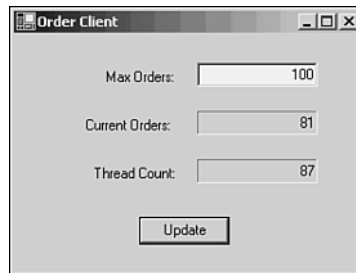 Order Client
Max Orders: 100
Current Orders: 81
Thread Count: 87
Update